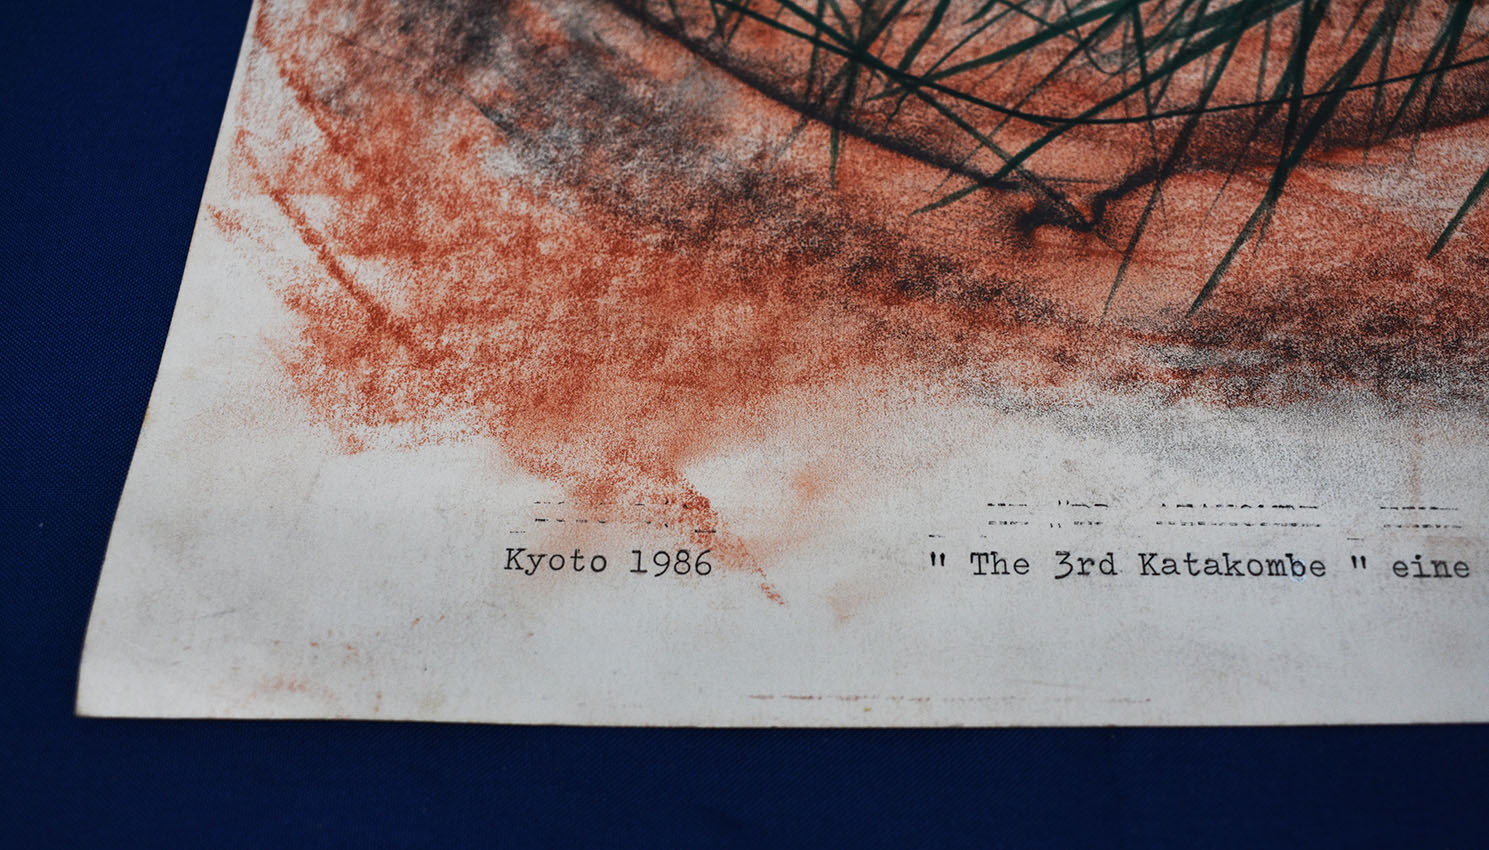 Kyoto 1986 " The 3rd Katakombe " eine